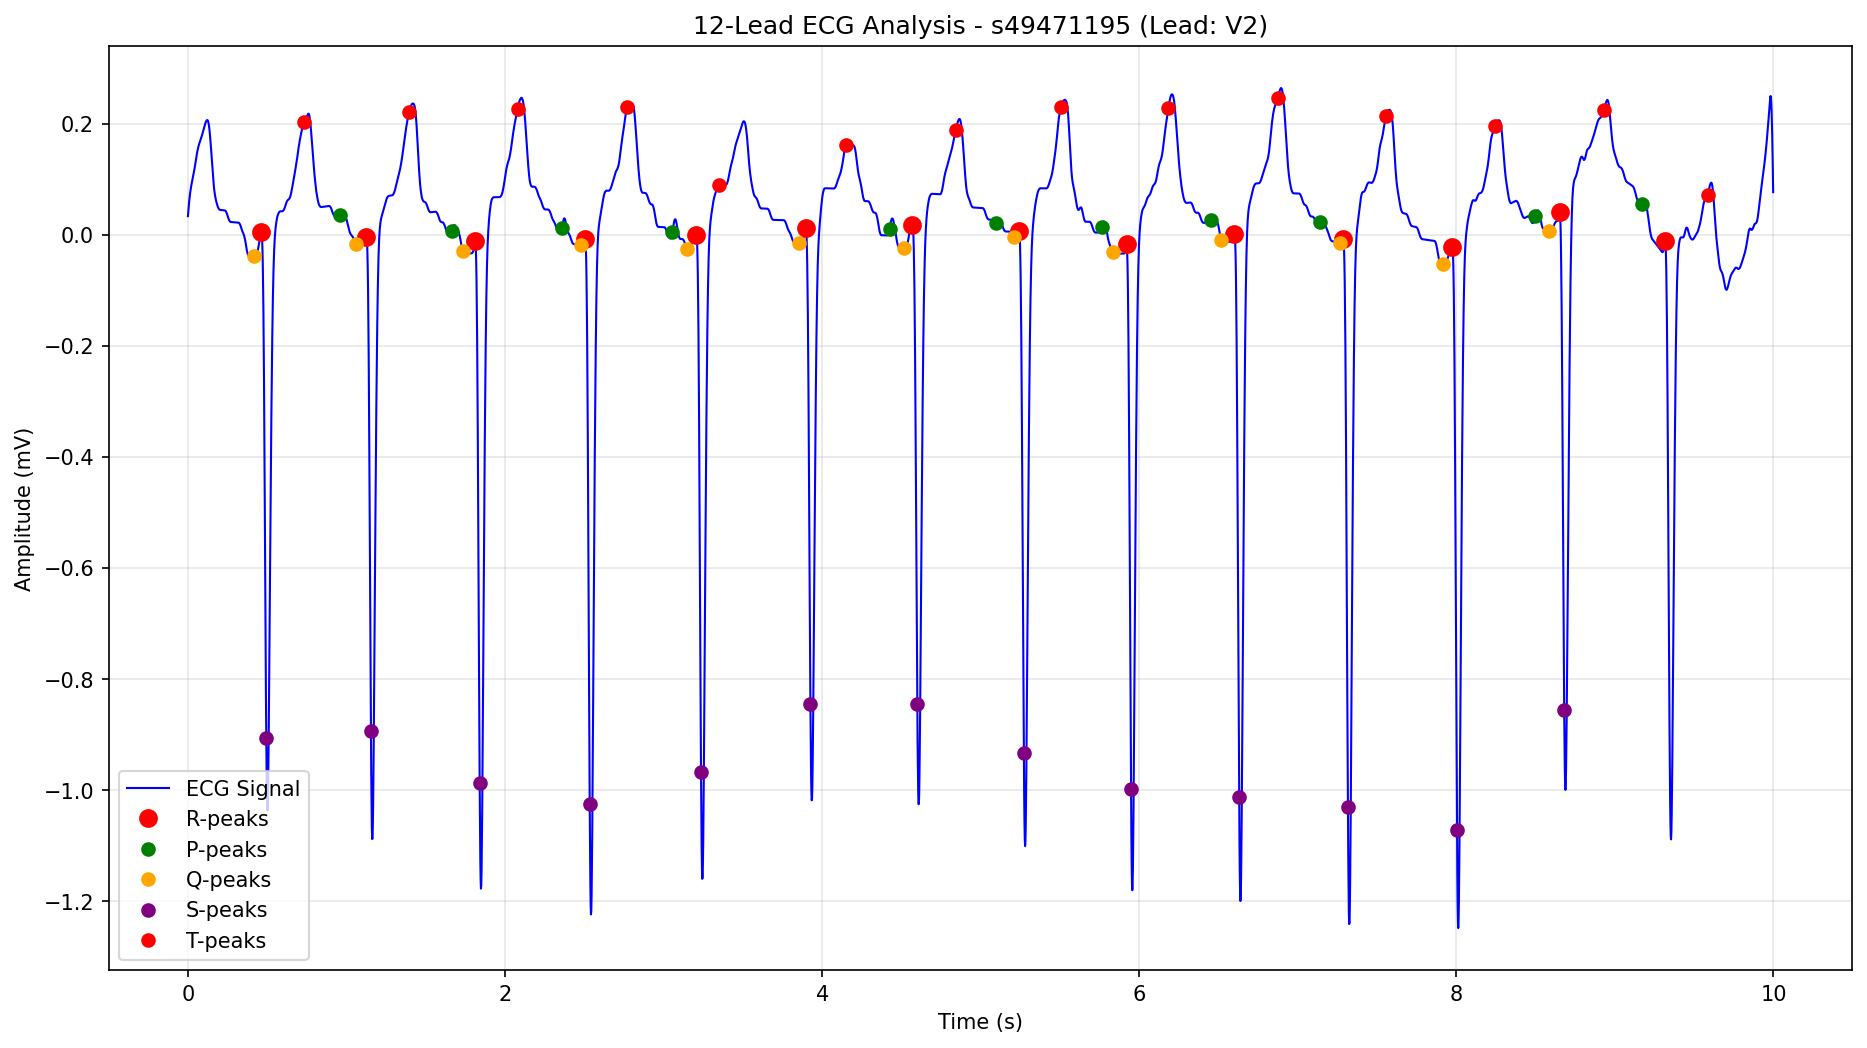 12-Lead ECG Analysis - s49471195 (Lead: V2)
Amplitude (mV)
0.2
0.0
−0.2
−0.4
−0.6
−0.8
−1.0
−1.2
ECG Signal
R-peaks
P-peaks
Q-peaks
S-peaks
T-peaks
0 2 4 6 8 10
Time (s)